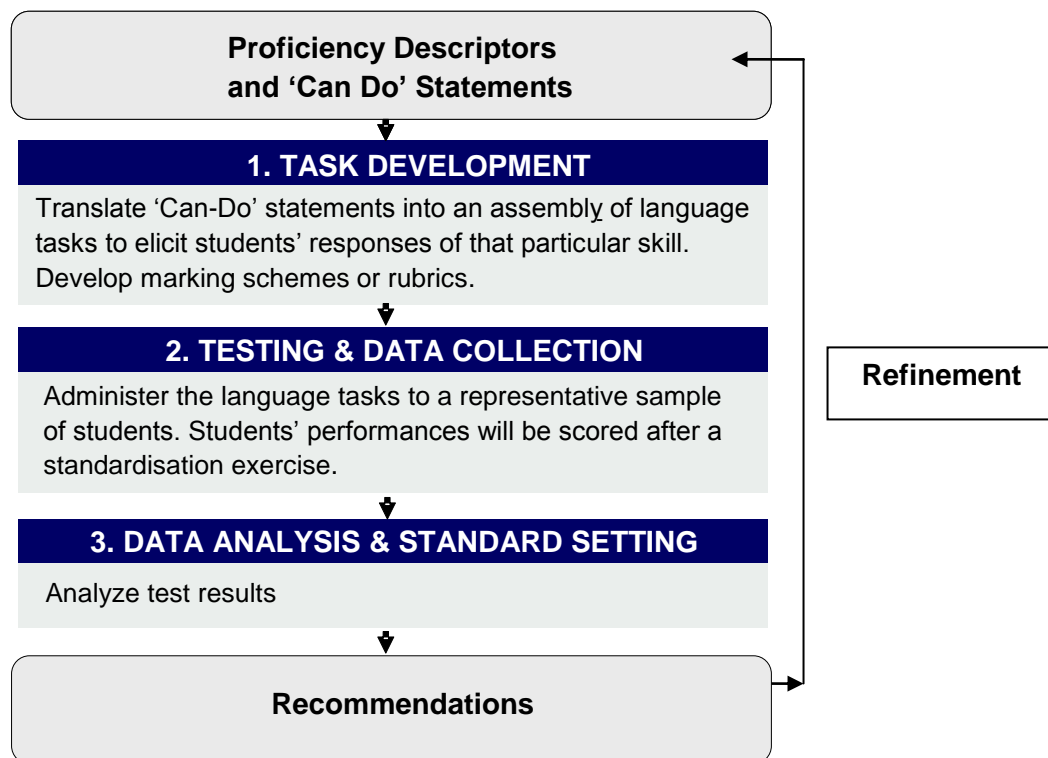 Proficiency Descriptors
and ‘Can Do’ Statements
1. TASK DEVELOPMENT
Translate ‘Can-Do’ statements into an assembly of language
tasks to elicit students’ responses of that particular skill.
Develop marking schemes or rubrics.
2. TESTING & DATA COLLECTION
Administer the language tasks to a representative sample
of students. Students’ performances will be scored after a
standardisation exercise.
3. DATA ANALYSIS & STANDARD SETTING
Analyze test results
Recommendations
Refinement